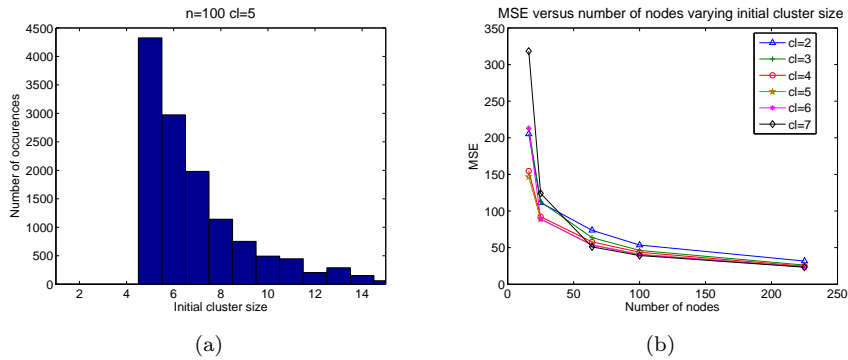 n=100 cl=5
4500
4000
3500
3000
2500
2000
1500
1000
500
0
Number of occurences
2 4 6 8 10 12 14
Initial cluster size
(a)
MSE versus number of nodes varying initial cluster size
350
300
250
200
150
100
50
0
MSE
0 50 100 150 200 250
Number of nodes
cl=2
cl=3
cl=4
cl=5
cl=6
cl=7
(b)